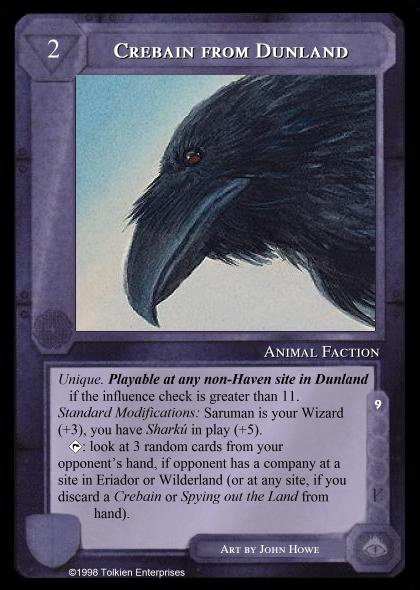 2
CREBAIN FROM DUNLAND
ANIMAL FACTION
Unique. Playable at any non-Haven site in Dunland
if the influence check is greater than 11.
Standard Modifications: Saruman is your Wizard
(+3), you have Sharkú in play (+5).
: look at 3 random cards from your
opponent's hand, if opponent has a company at a
site in Eriador or Wilderland (or at any site, if you
discard a Crebain or Spying out the Land from
hand).
9
ART BY JOHN HOWE
©1998 Tolkien Enterprises